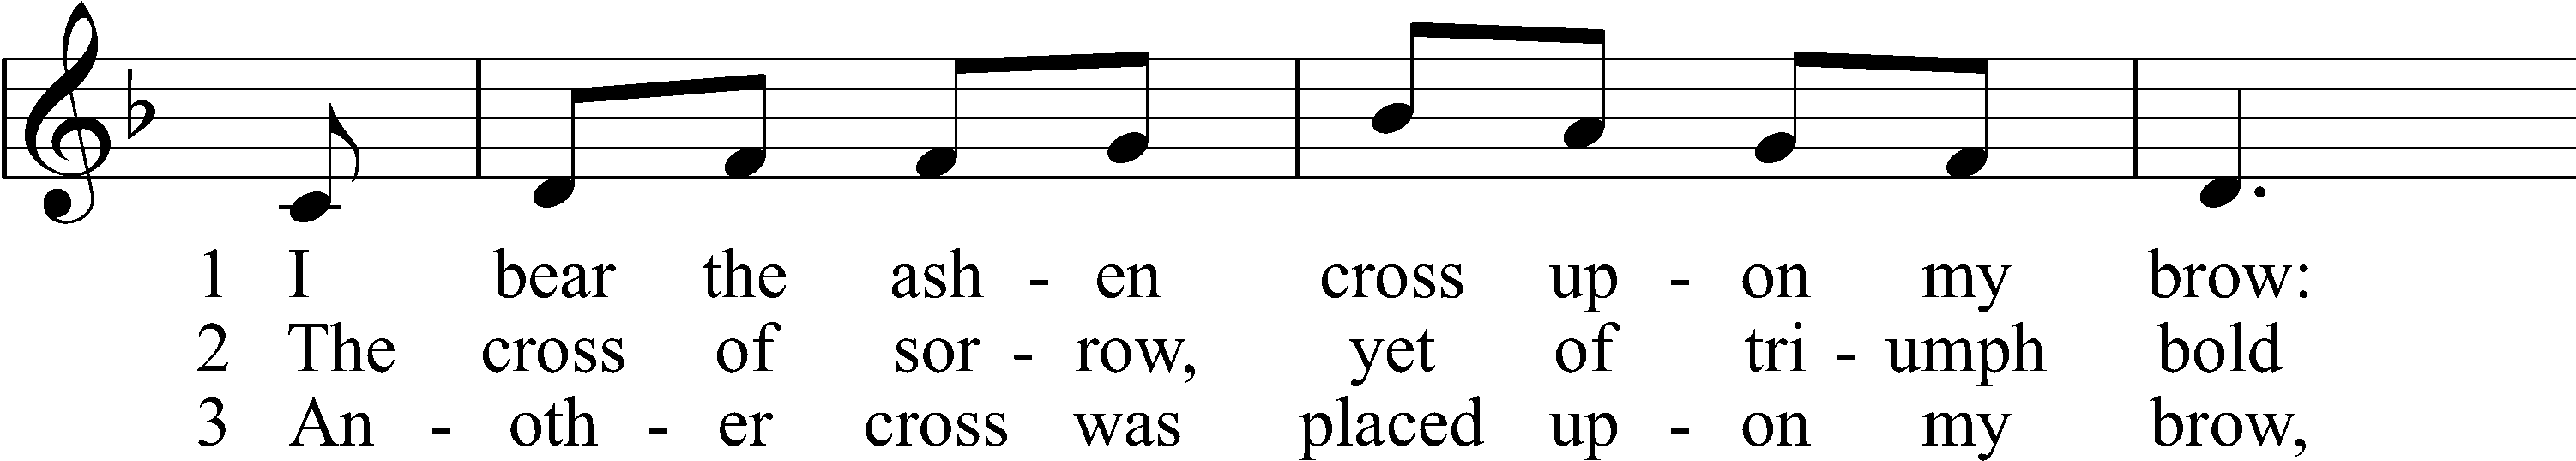 1 I bear the ash - en cross up - on my brow:
2 The cross of sor - row, yet of tri - umph bold
3 An - oth - er cross was placed up - on my brow,